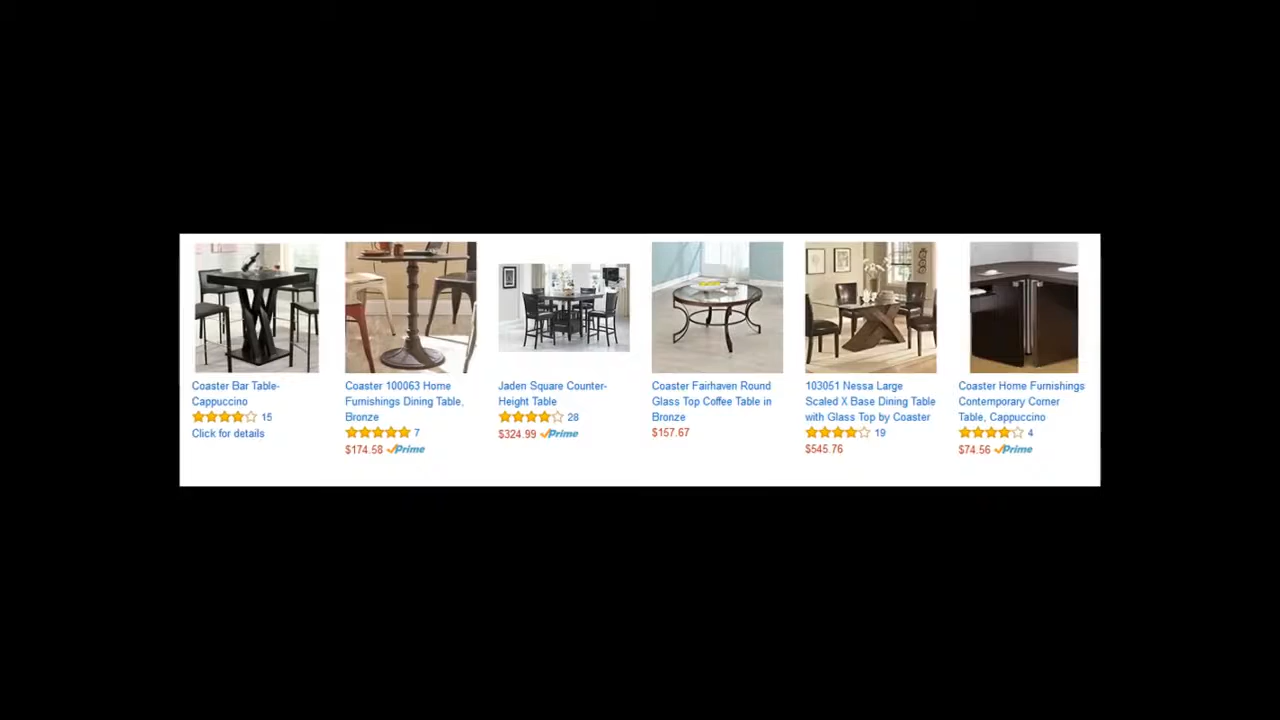 Coaster Bar Table-
Cappuccino
15
Click for details
Coaster 100063 Home
Furnishings Dining Table,
Bronze
7
$174.58 Prime
Jaden Square Counter-
Height Table
28
$324.99 Prime
Coaster Fairhaven Round
Glass Top Coffee Table in
Bronze
$157.67
103051 Nessa Large
Scaled X Base Dining Table
with Glass Top by Coaster
19
$545.76
Coaster Home Furnishings
Contemporary Corner
Table, Cappuccino
4
$74.56 Prime